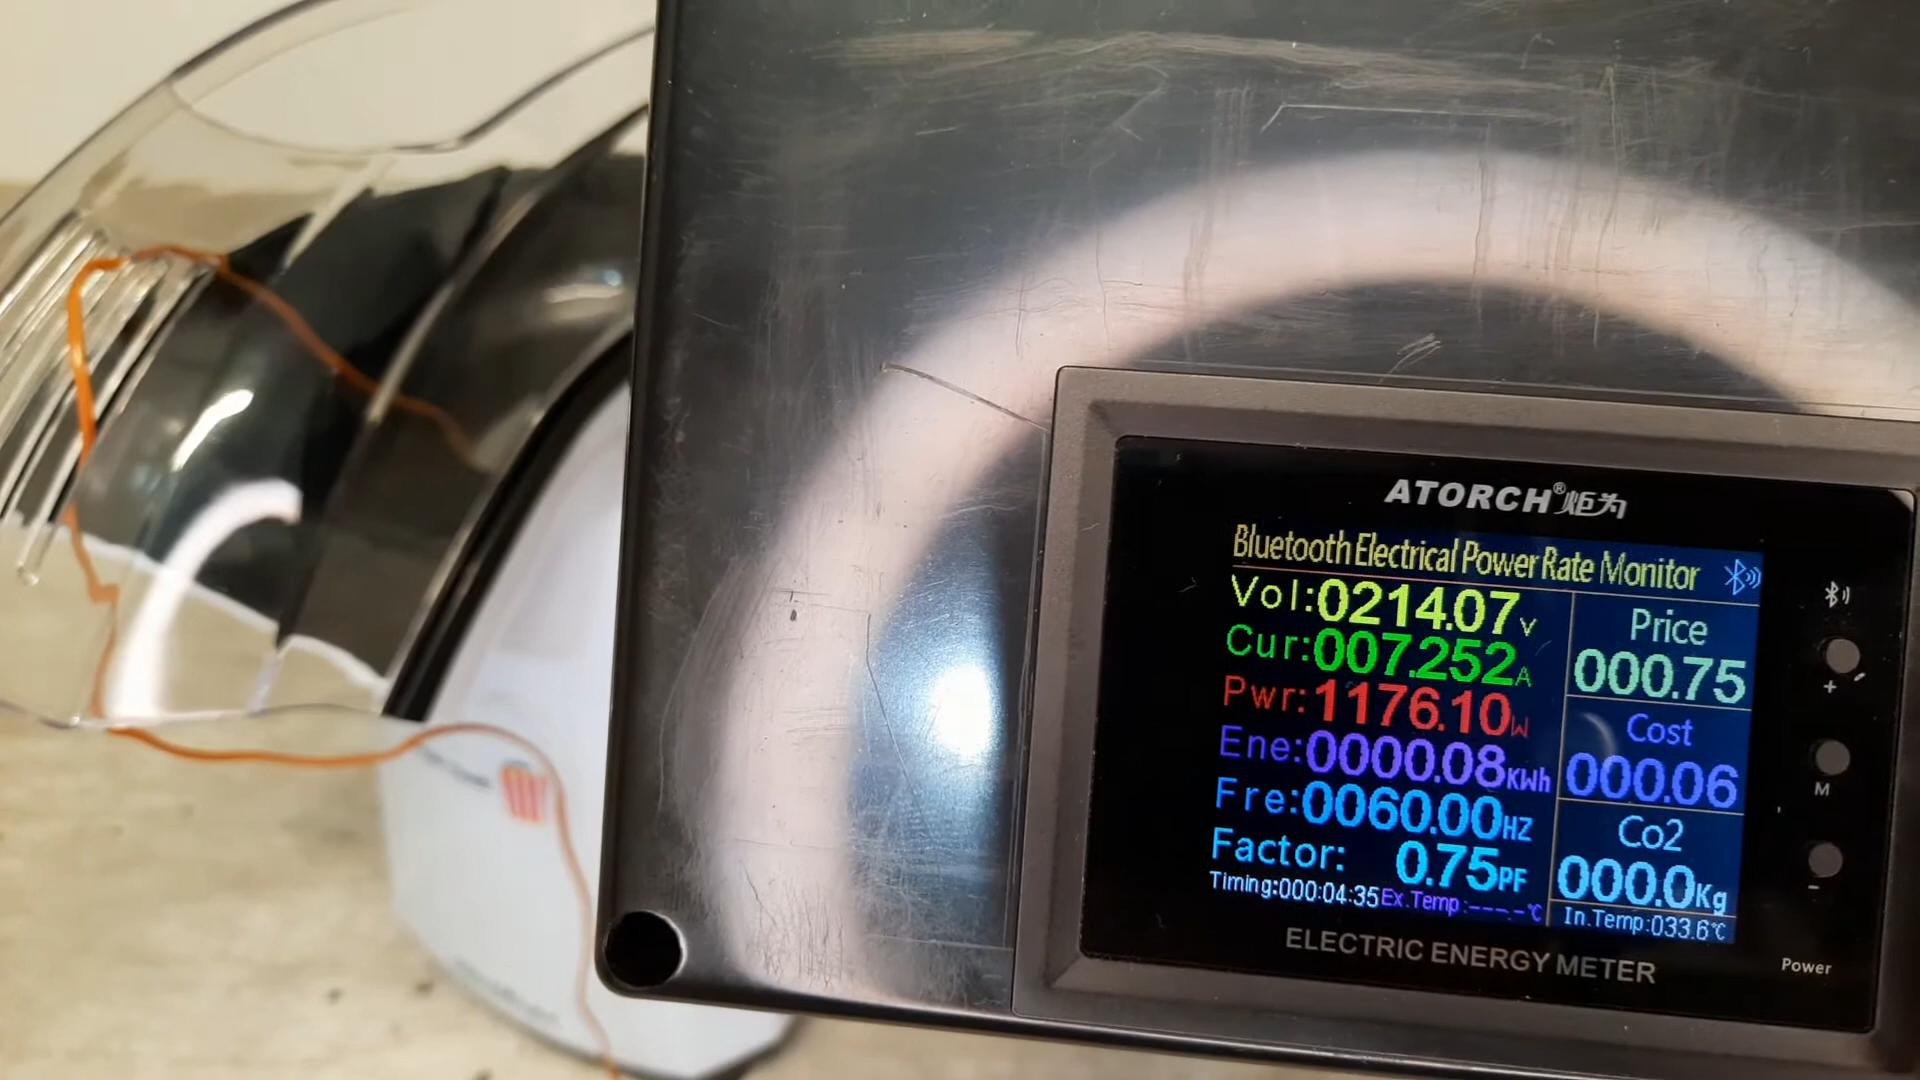 ATORCH®炬为
Bluetooth Electrical Power Rate Monitor
Vol:0214.07V
Cur:007.252A
Pwr:1176.10W
Ene:0000.08KWh
Fre:0060.00HZ
Factor: 0.75PF
Timing:000:04:35 Ex.Temp:---.-℃
Price
000.75
Cost
000.06
Co2
000.0Kg
In.Temp:033.6℃
+
M
-
Power
ELECTRIC ENERGY METER